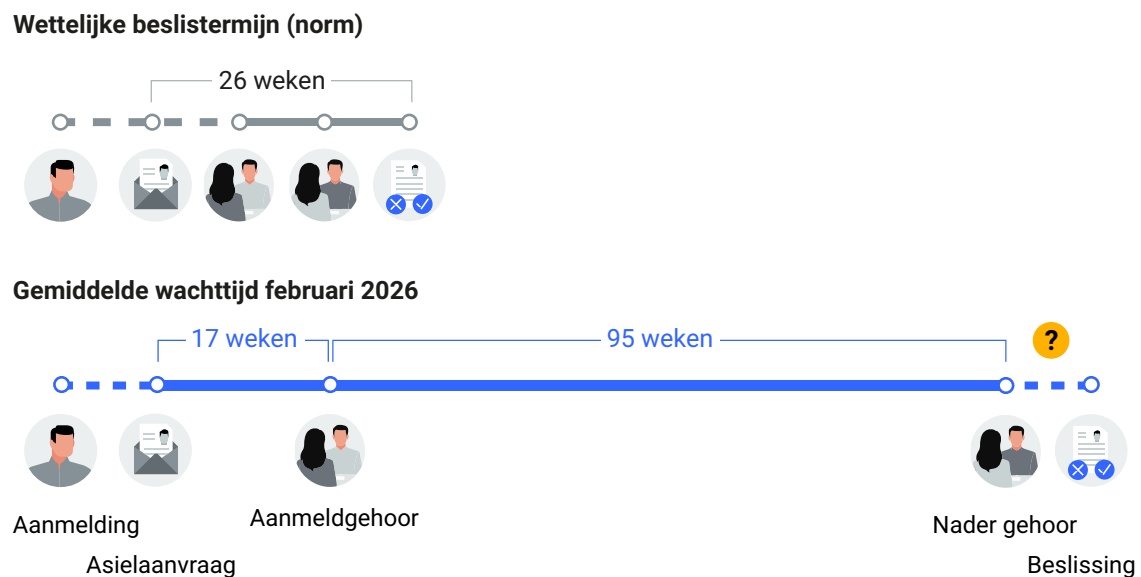 Wettelijke beslistermijn (norm)
26 weken
Gemiddelde wachttijd februari 2026
17 weken
95 weken
?
Aanmelding
Aanmeldgehoor
Nader gehoor
Asielaanvraag
Beslissing